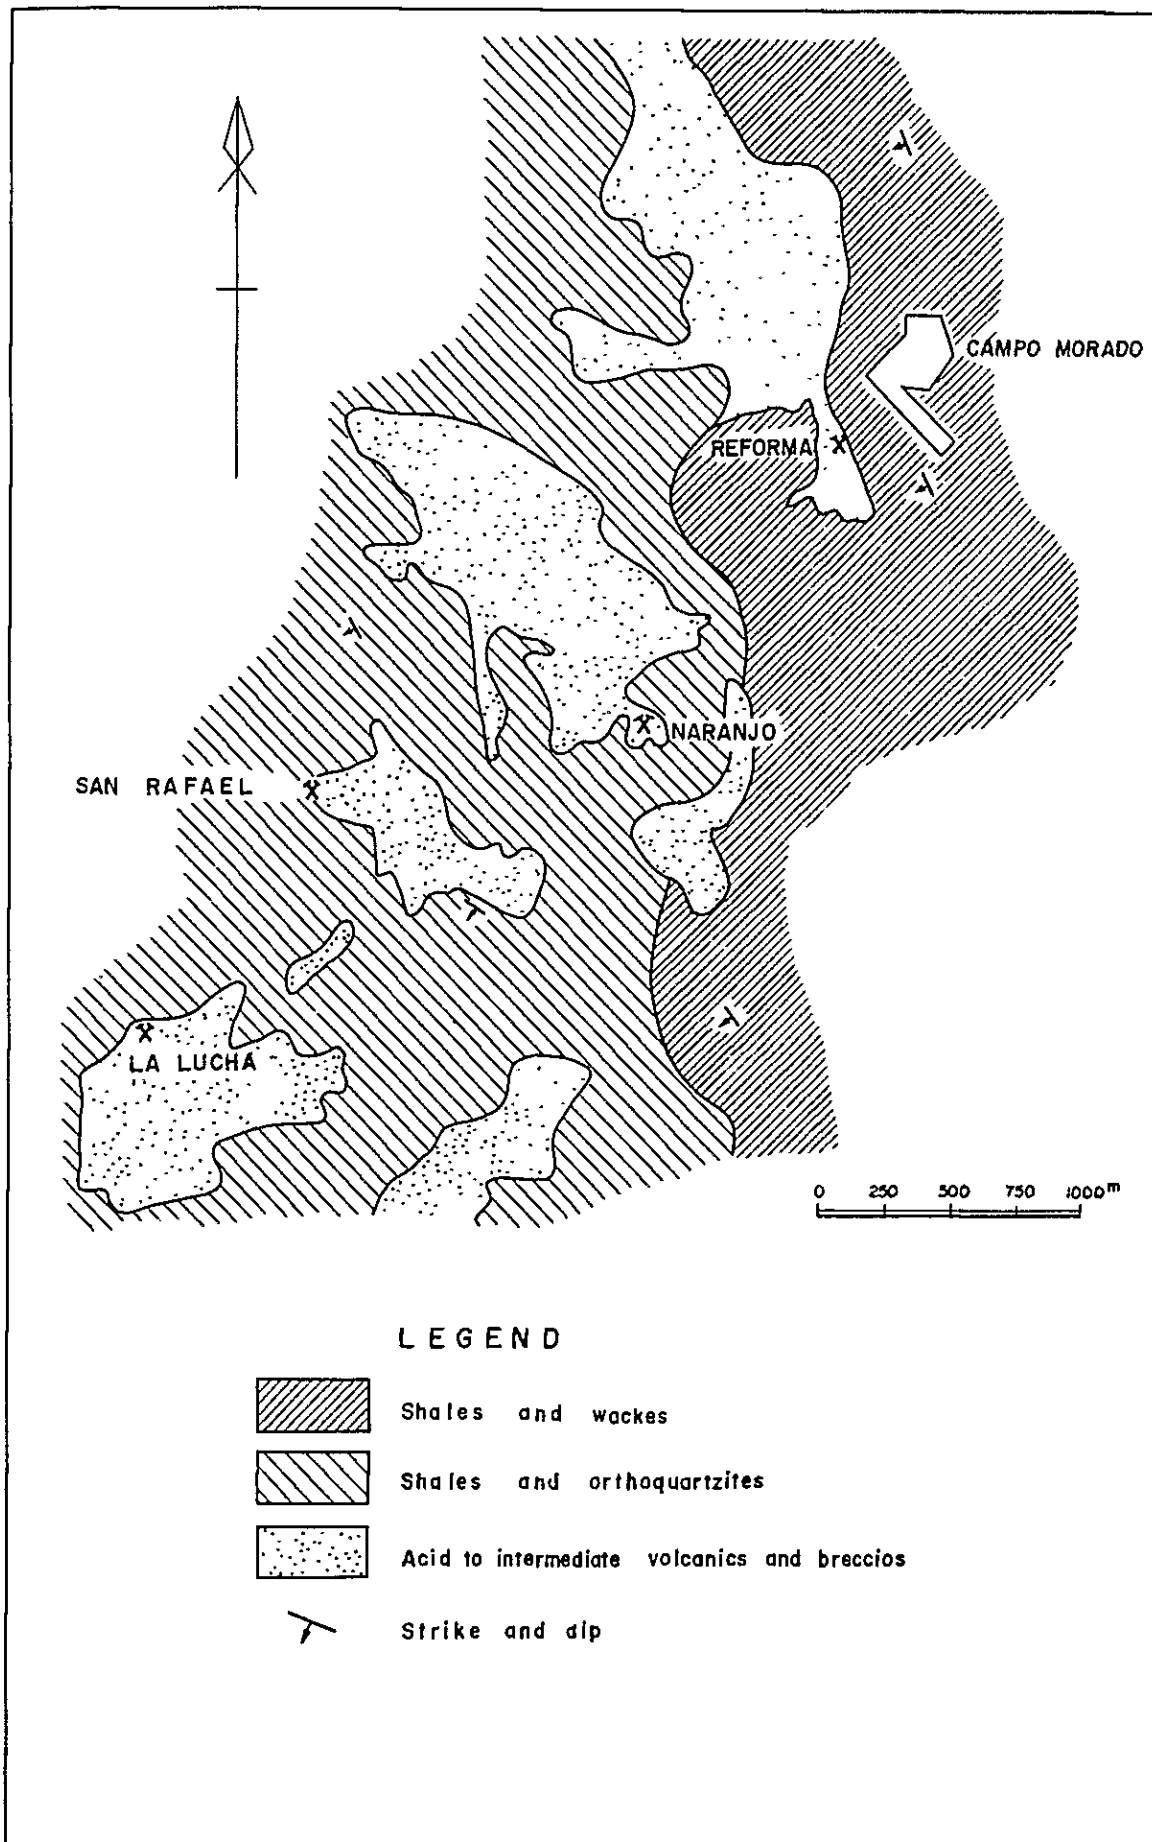 CAMPO MORADO
REFORMA
NARANJO
SAN RAFAEL
LA LUCHA
0 250 500 750 1000m
LEGEND
Shales and wackes
Shales and orthoquartzites
Acid to intermediate volcanics and breccios
Strike and dip